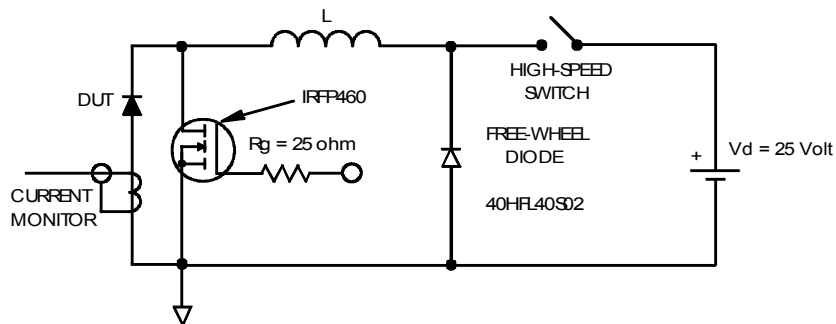 L
HIGH-SPEED
SWITCH
DUT
IRFP460
Rg = 25 ohm
FREE-WHEEL
DIODE
40HFL40S02
+
Vd = 25 Volt
CURRENT
MONITOR